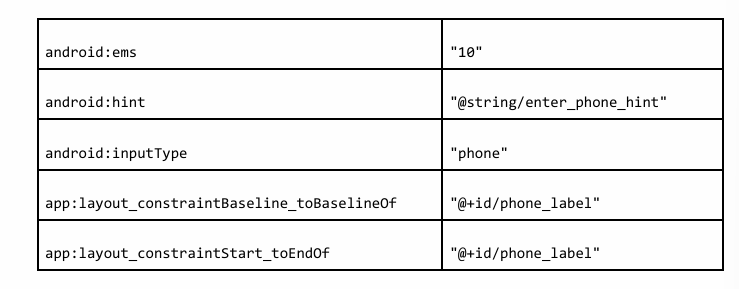 android:ems "10"
android:hint "@string/enter_phone_hint"
android:inputType "phone"
app:layout_constraintBaseline_toBaselineOf "@+id/phone_label"
app:layout_constraintStart_toEndOf "@+id/phone_label"